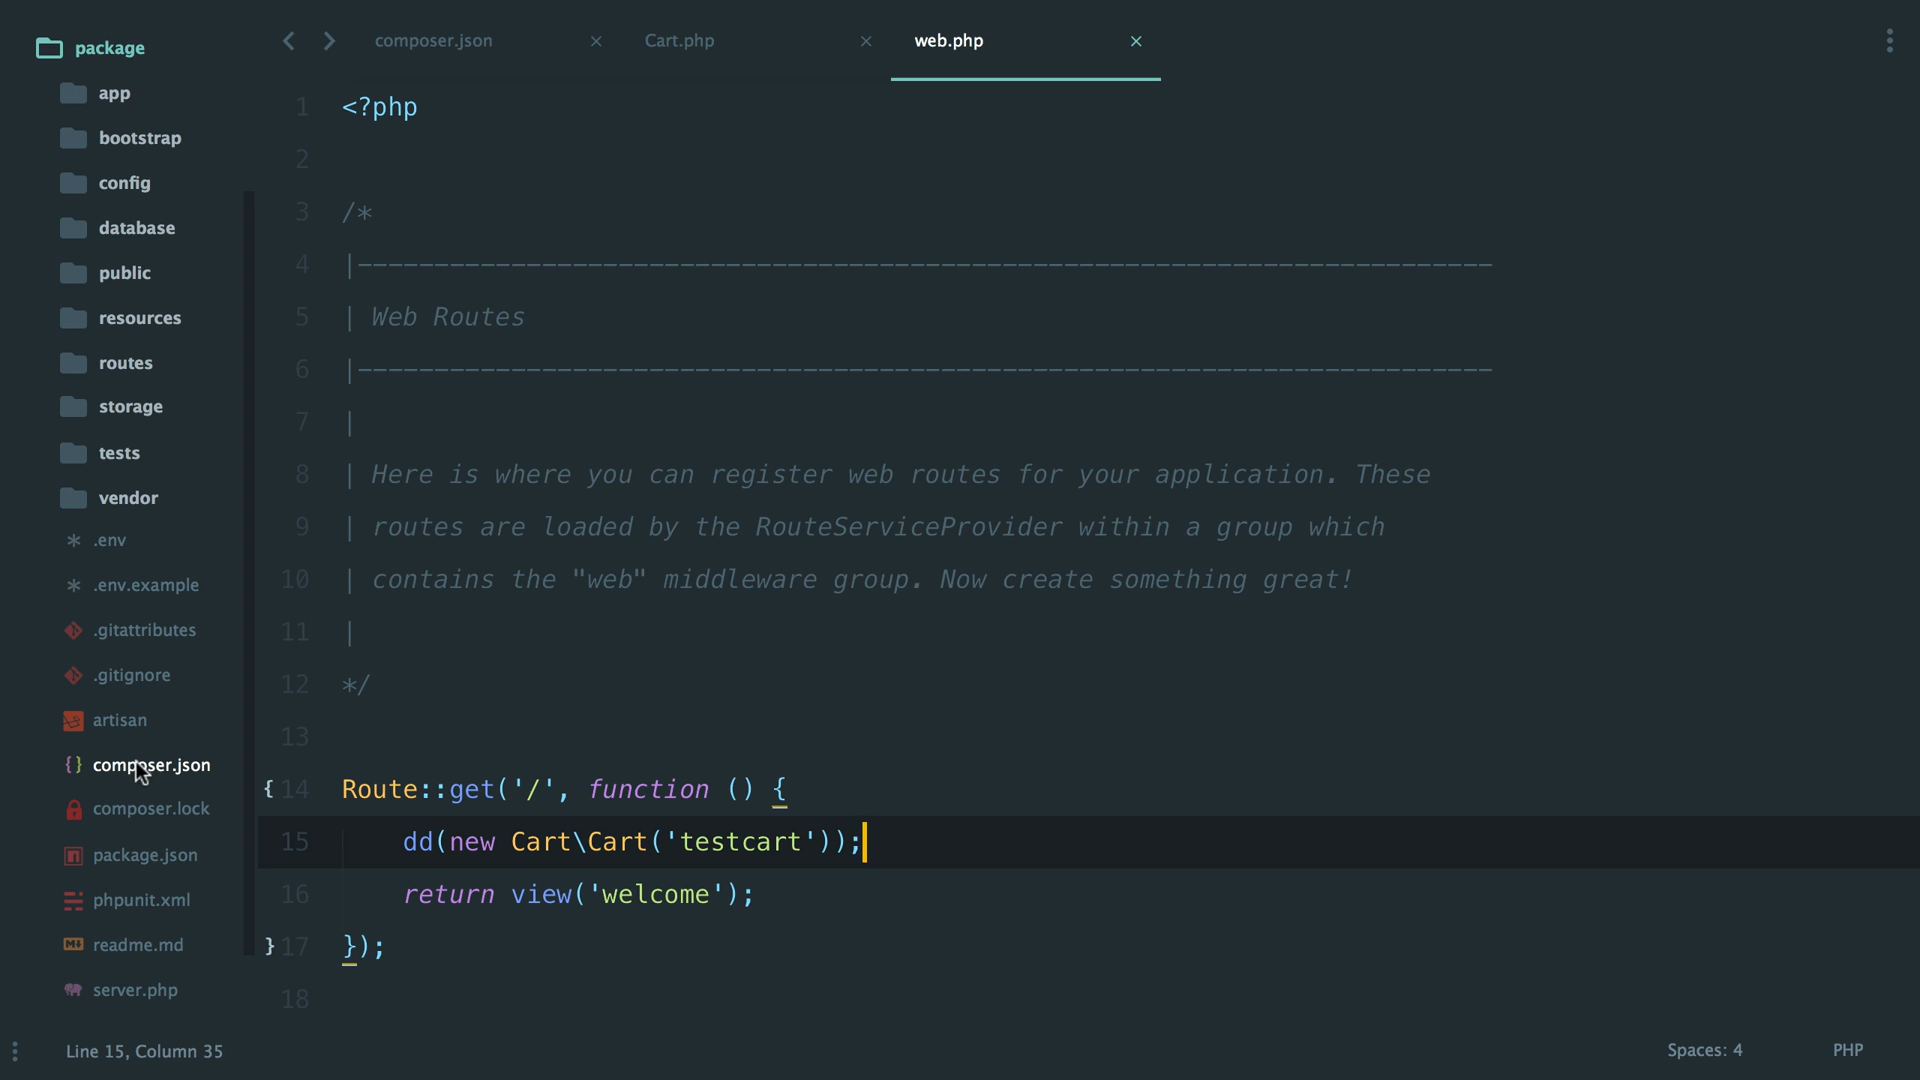 package
app
bootstrap
config
database
public
resources
routes
storage
tests
vendor
.env
.env.example
.gitattributes
.gitignore
artisan
{} composer.json
composer.lock
package.json
phpunit.xml
readme.md
server.php
composer.json × Cart.php × web.php ×
1 <?php
2
3 /*
4 |--------------------------------------------------------------------------
5 | Web Routes
6 |--------------------------------------------------------------------------
7 |
8 | Here is where you can register web routes for your application. These
9 | routes are loaded by the RouteServiceProvider within a group which
10 | contains the "web" middleware group. Now create something great!
11 |
12 */
13
{ 14 Route::get('/', function () {
15     dd(new Cart\Cart('testcart'));
16     return view('welcome');
} 17 });
18
Line 15, Column 35
Spaces: 4
PHP